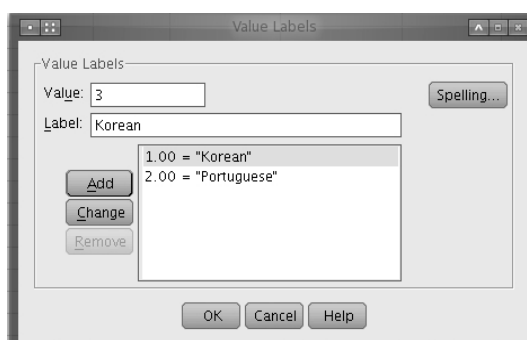 Value Labels
Value Labels
Value: 3
Spelling...
Label: Korean
1.00 = "Korean"
2.00 = "Portuguese"
Add
Change
Remove
OK Cancel Help